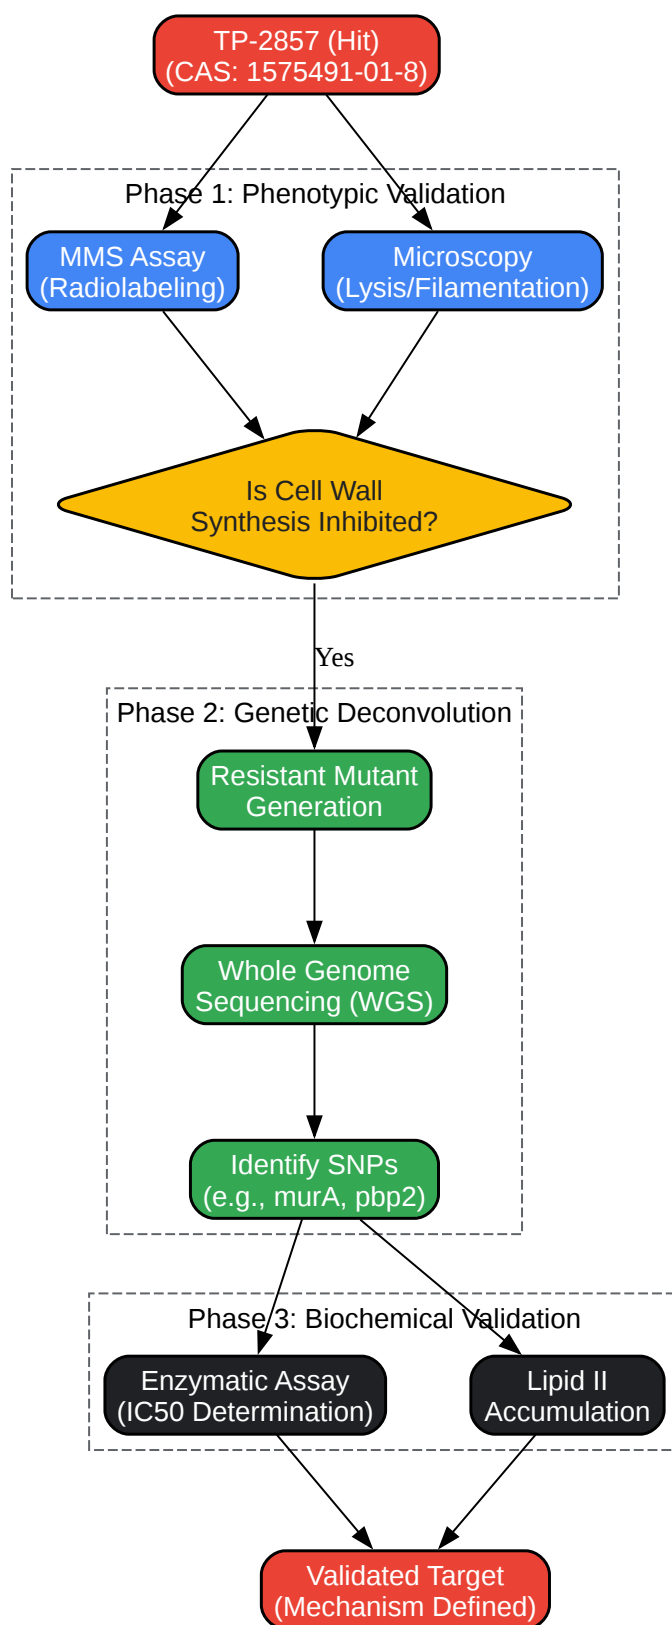 TP-2857 (Hit)
(CAS: 1575491-01-8)
Phase 1: Phenotypic Validation
MMS Assay
(Radiolabeling)
Microscopy
(Lysis/Filamentation)
Is Cell Wall
Synthesis Inhibited?
Yes
Phase 2: Genetic Deconvolution
Resistant Mutant
Generation
Whole Genome
Sequencing (WGS)
Identify SNPs
(e.g., murA, pbp2)
Phase 3: Biochemical Validation
Enzymatic Assay
(IC50 Determination)
Lipid II
Accumulation
Validated Target
(Mechanism Defined)